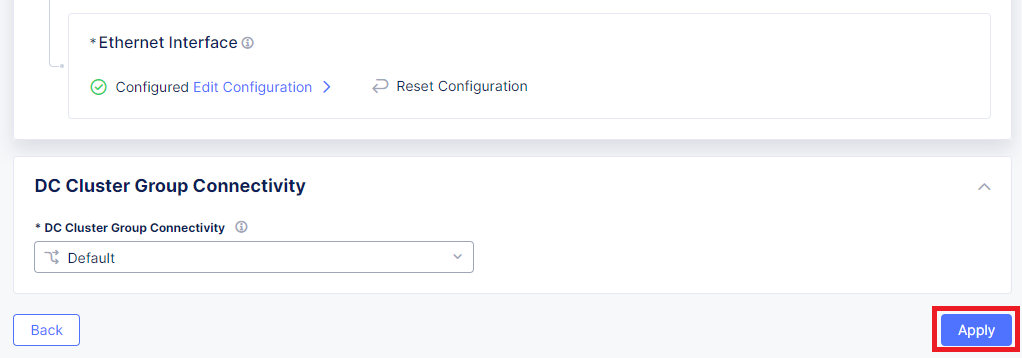 *Ethernet Interface
Configured Edit Configuration Reset Configuration
DC Cluster Group Connectivity
* DC Cluster Group Connectivity
Default
Back Apply